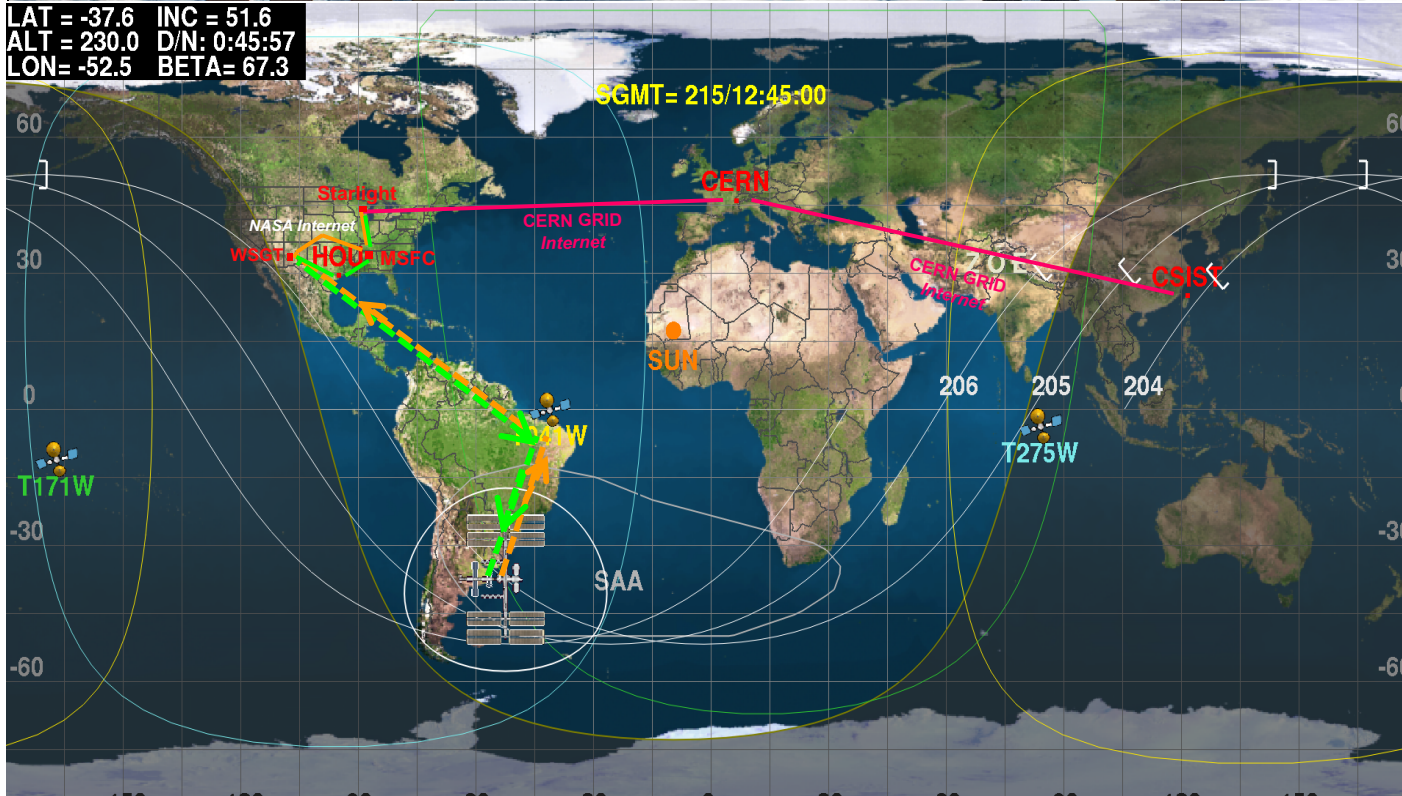 LAT = -37.6 INC = 51.6
ALT = 230.0 D/N: 0:45:57
LON= -52.5 BETA= 67.3
SGMT= 215/12:45:00
60
60
Starlight
CERN
NASA Internet
CERN GRID
Internet
WSGT
HOU
MSFC
30
30
CERN GRID
Internet
CSIST
SUN
206
205
204
0
T275W
T171W
-30
-30
SAA
-60
-60